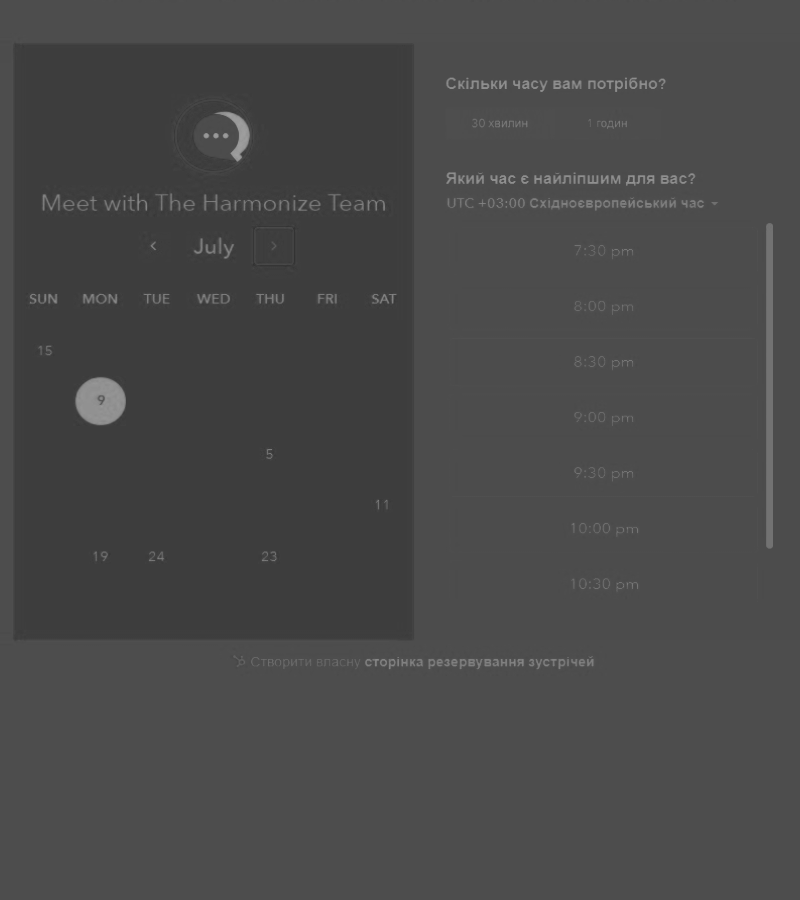 Meet with The Harmonize Team
July
SUN MON TUE WED THU FRI SAT
15
9
5
11
19 24 23
Скільки часу вам потрібно?
30 хвилин 1 годин
Який час є найліпшим для вас?
UTC +03:00 Східноєвропейський час
7:30 pm
8:00 pm
8:30 pm
9:00 pm
9:30 pm
10:00 pm
10:30 pm
Створити власну сторінка резервування зустрічей